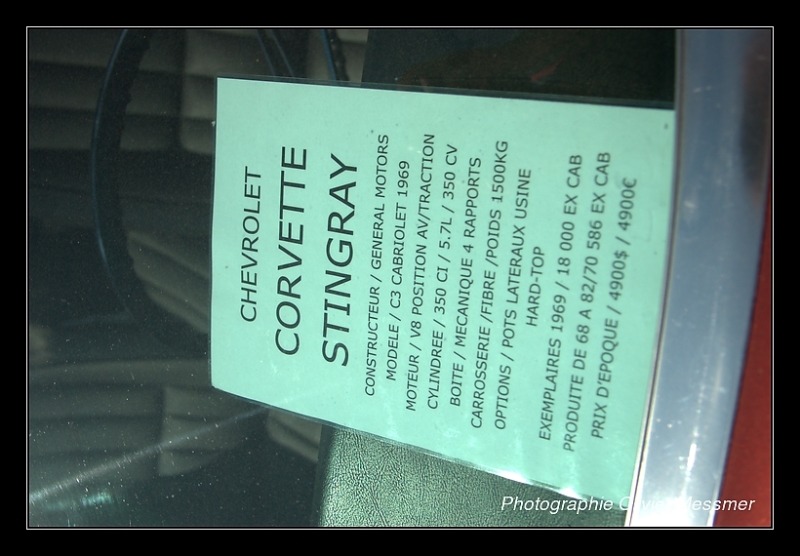 CHEVROLET
CORVETTE
STINGRAY
CONSTRUCTEUR / GENERAL MOTORS
MODELE / C3 CABRIOLET 1969
MOTEUR / V8 POSITION AV/TRACTION
CYLINDREE / 350 CI / 5.7L / 350 CV
BOITE / MECANIQUE 4 RAPPORTS
CARROSSERIE /FIBRE /POIDS 1500KG
OPTIONS / POTS LATERAUX USINE
HARD-TOP
EXEMPLAIRES 1969 / 18 000 EX CAB
PRODUITE DE 68 A 82/70 586 EX CAB
PRIX D'EPOQUE / 4900$ / 4900€
Photographie